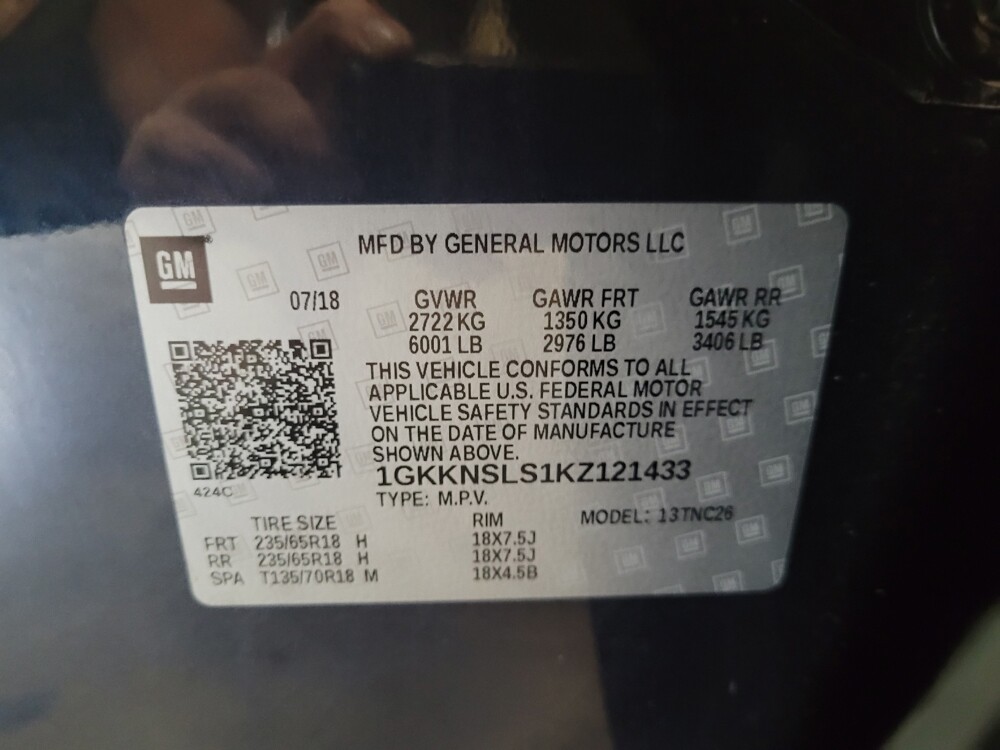 GM
MFD BY GENERAL MOTORS LLC
07/18 GVWR GAWR FRT GAWR RR
2722 KG 1350 KG 1545 KG
6001 LB 2976 LB 3406 LB
THIS VEHICLE CONFORMS TO ALL
APPLICABLE U.S. FEDERAL MOTOR
VEHICLE SAFETY STANDARDS IN EFFECT
ON THE DATE OF MANUFACTURE
SHOWN ABOVE.
1GKKNSLS1KZ121433
424C
TYPE: M.P.V.
TIRE SIZE RIM MODEL: 13TNC26
FRT 235/65R18 H 18X7.5J
RR 235/65R18 H 18X7.5J
SPA T135/70R18 M 18X4.5B